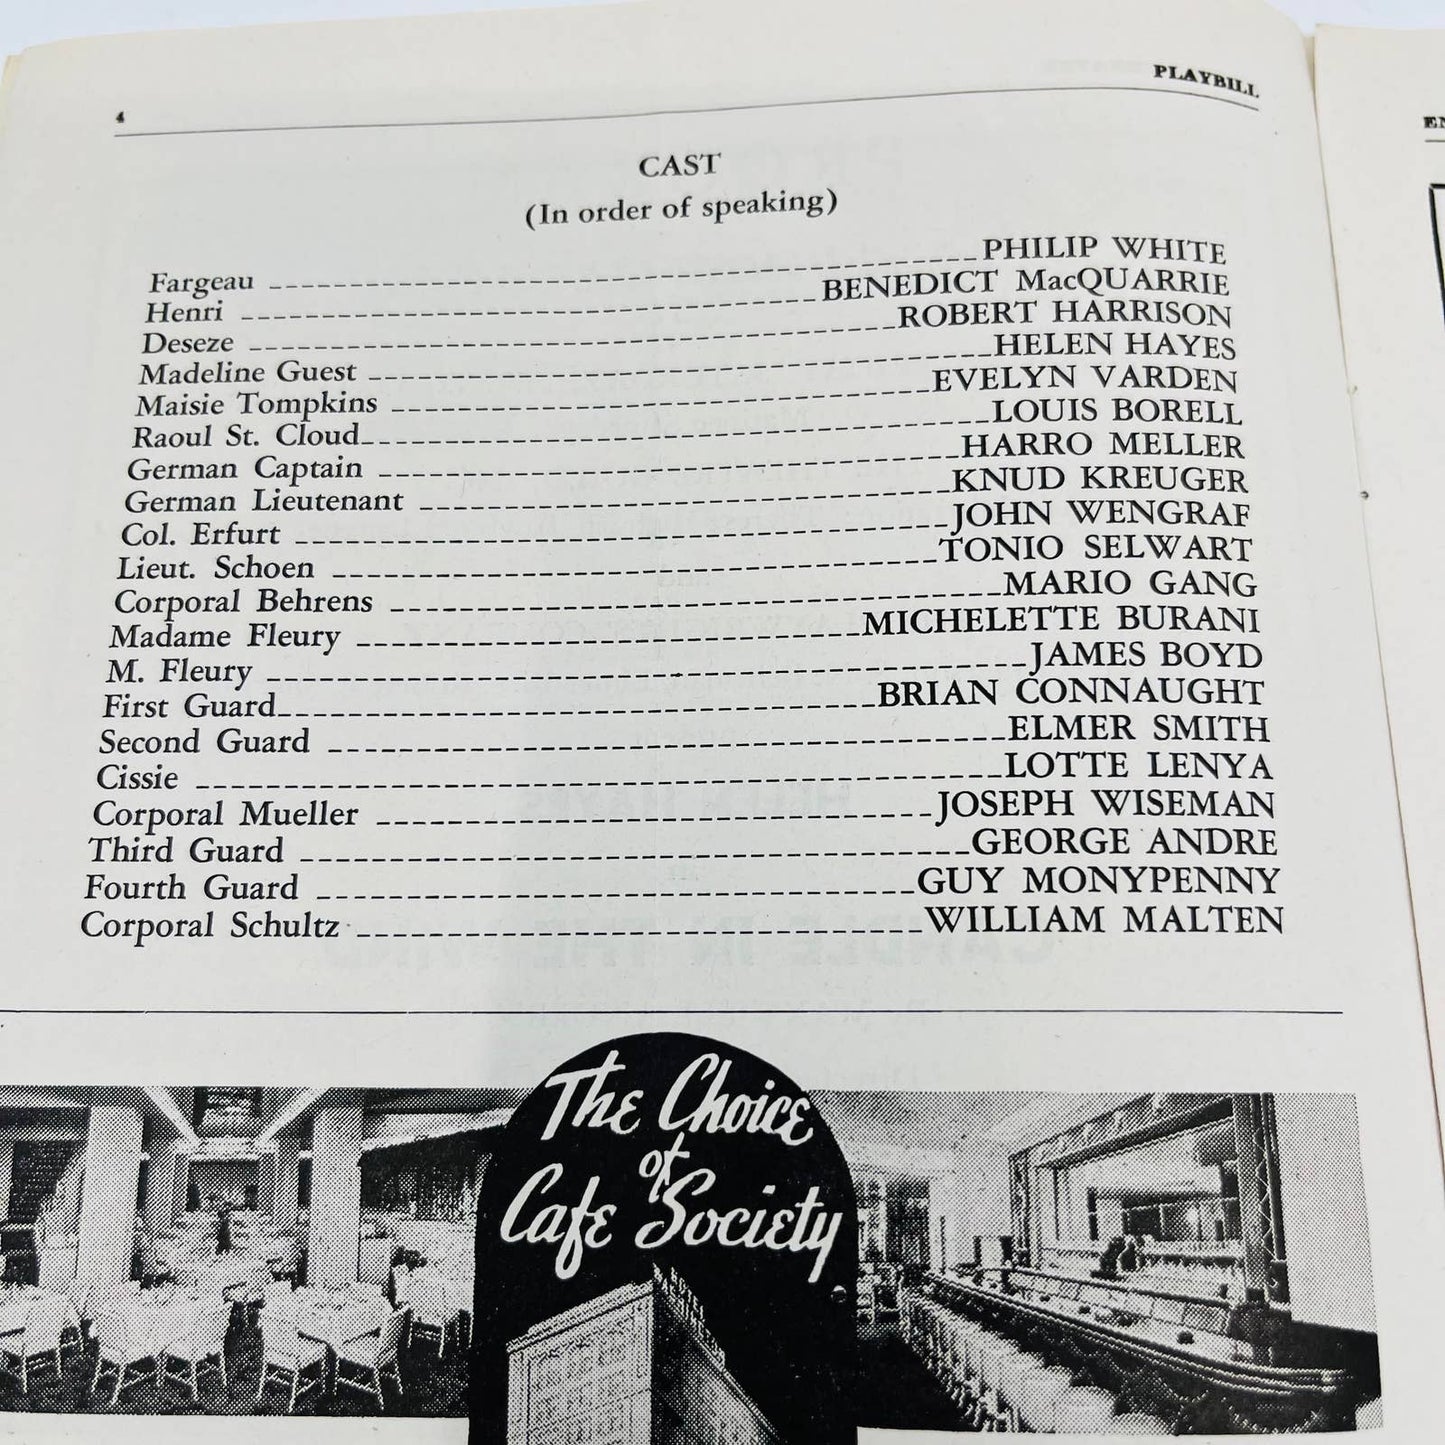 4 PLAYBILL
CAST
(In order of speaking)
Fargeau PHILIP WHITE
Henri BENEDICT MacQUARRIE
Deseze ROBERT HARRISON
Madeline Guest HELEN HAYES
Maisie Tompkins EVELYN VARDEN
Raoul St. Cloud LOUIS BORELL
German Captain HARRO MELLER
German Lieutenant KNUD KREUGER
Col. Erfurt JOHN WENGRAF
Lieut. Schoen TONIO SELWART
Corporal Behrens MARIO GANG
Madame Fleury MICHELETTE BURANI
M. Fleury JAMES BOYD
First Guard BRIAN CONNAUGHT
Second Guard ELMER SMITH
Cissie LOTTE LENYA
Corporal Mueller JOSEPH WISEMAN
Third Guard GEORGE ANDRE
Fourth Guard GUY MONYPENNY
Corporal Schultz WILLIAM MALTEN
The Choice
of
Cafe Society